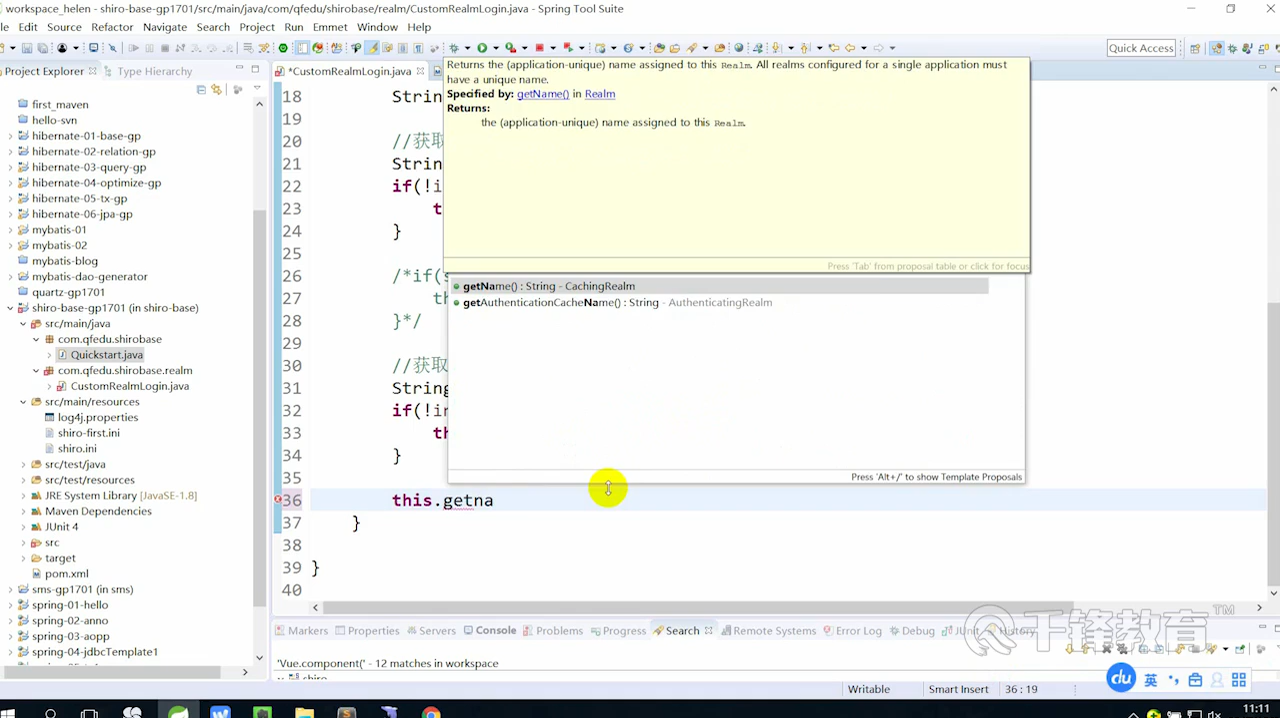 workspace_helen - shiro-base-gp1701/src/main/java/com/qfedu/shirobase/realm/CustomRealmLogin.java - Spring Tool Suite
Edit Source Refactor Navigate Search Project Run Emmet Window Help
Quick Access
Project Explorer Type Hierarchy
*CustomRealmLogin.java
first_maven
hello-svn
hibernate-01-base-gp
hibernate-02-relation-gp
hibernate-03-query-gp
hibernate-04-optimize-gp
hibernate-05-tx-gp
hibernate-06-jpa-gp
mybatis-01
mybatis-02
mybatis-blog
mybatis-dao-generator
quartz-gp1701
shiro-base-gp1701 (in shiro-base)
src/main/java
com.qfedu.shirobase
Quickstart.java
com.qfedu.shirobase.realm
CustomRealmLogin.java
src/main/resources
log4j.properties
shiro-first.ini
shiro.ini
src/test/java
src/test/resources
JRE System Library [JavaSE-1.8]
Maven Dependencies
JUnit 4
src
target
pom.xml
sms-gp1701 (in sms)
spring-01-hello
spring-02-anno
spring-03-aopp
spring-04-jdbcTemplate1
18 Strin
19
20 //获取
21 Strin
22 if(!i
23 t
24 }
25
26 /*if(
27 th
28 }*/
29
30 //获取
31 String
32 if(!in
33 th
34 }
35
36 this.getna
37 }
38
39 }
40
Returns the (application-unique) name assigned to this Realm. All realms configured for a single application must
have a unique name.
Specified by: getName() in Realm
Returns:
the (application-unique) name assigned to this Realm.
Press 'Tab' from proposal table or click for focus
getName() : String - CachingRealm
getAuthenticationCacheName() : String - AuthenticatingRealm
Press 'Alt+/' to show Template Proposals
千锋教育 TM
Markers Properties Servers Console Problems Progress Search Remote Systems Error Log Debug JUnit History
'Vue.component(' - 12 matches in workspace
shiro
Writable Smart Insert 36 : 19
du 英
11:11